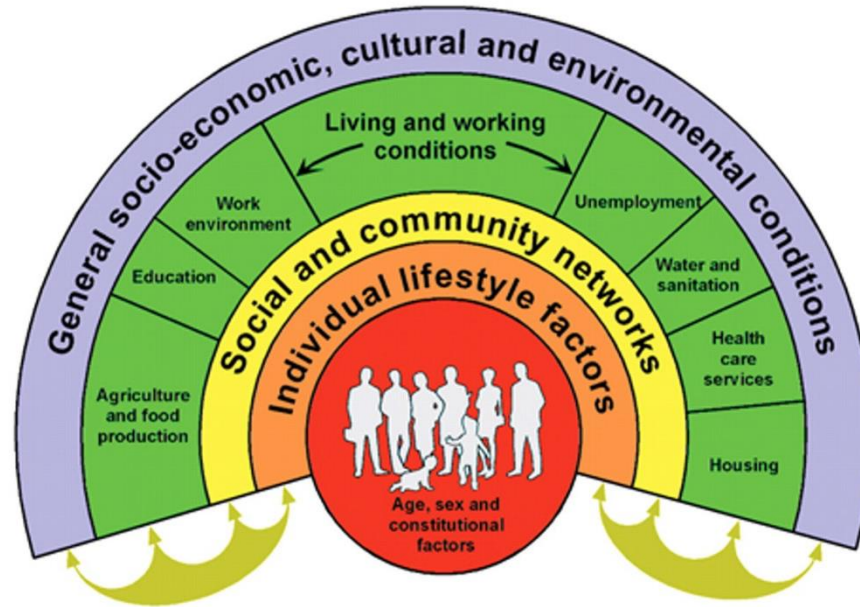 General socio-economic, cultural and environmental conditions
Living and working
conditions
Work
environment
Unemployment
Education
Water and
sanitation
Agriculture
and food
production
Health
care
services
Housing
Social and community networks
Individual lifestyle factors
Age, sex and
constitutional
factors